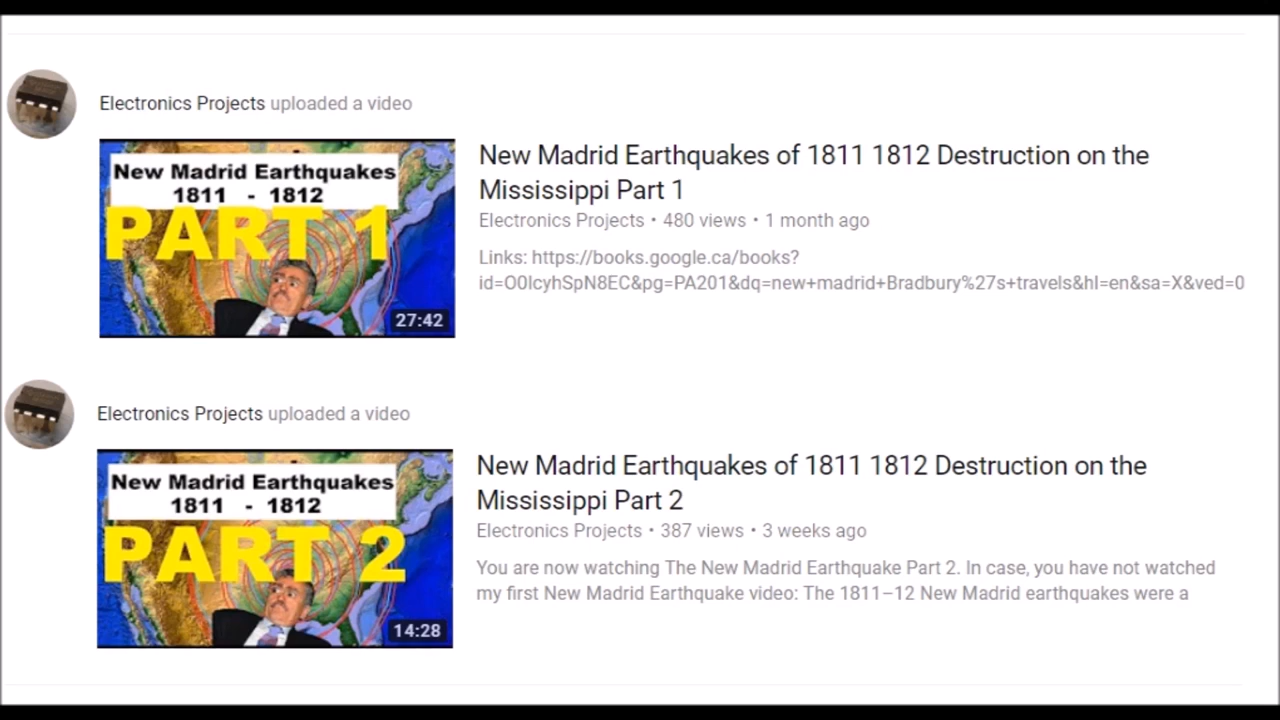 Electronics Projects uploaded a video
New Madrid Earthquakes
1811 - 1812
PART 1
27:42
New Madrid Earthquakes of 1811 1812 Destruction on the
Mississippi Part 1
Electronics Projects • 480 views • 1 month ago
Links: https://books.google.ca/books?
id=O0IcyhSpN8EC&pg=PA201&dq=new+madrid+Bradbury%27s+travels&hl=en&sa=X&ved=0
Electronics Projects uploaded a video
New Madrid Earthquakes
1811 - 1812
PART 2
14:28
New Madrid Earthquakes of 1811 1812 Destruction on the
Mississippi Part 2
Electronics Projects • 387 views • 3 weeks ago
You are now watching The New Madrid Earthquake Part 2. In case, you have not watched
my first New Madrid Earthquake video: The 1811–12 New Madrid earthquakes were a